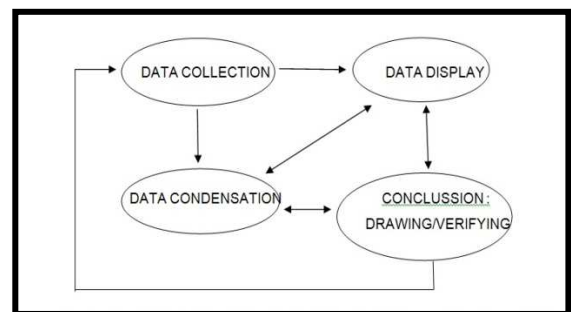 DATA COLLECTION
DATA DISPLAY
DATA CONDENSATION
CONCLUSSION:
DRAWING/VERIFYING